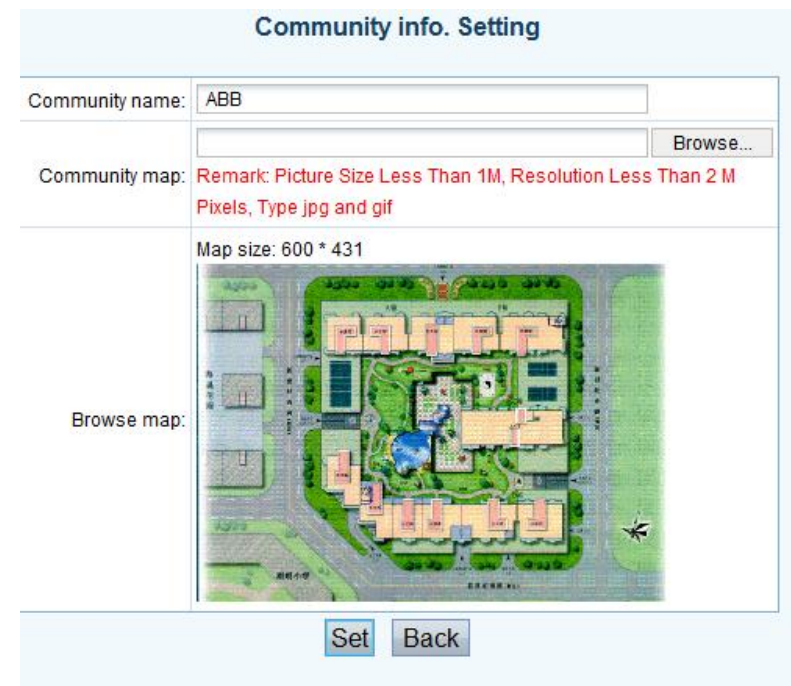 Community info. Setting
Community name: ABB
Browse...
Community map: Remark: Picture Size Less Than 1M, Resolution Less Than 2 M
Pixels, Type jpg and gif
Map size: 600 * 431
Browse map:
Set Back